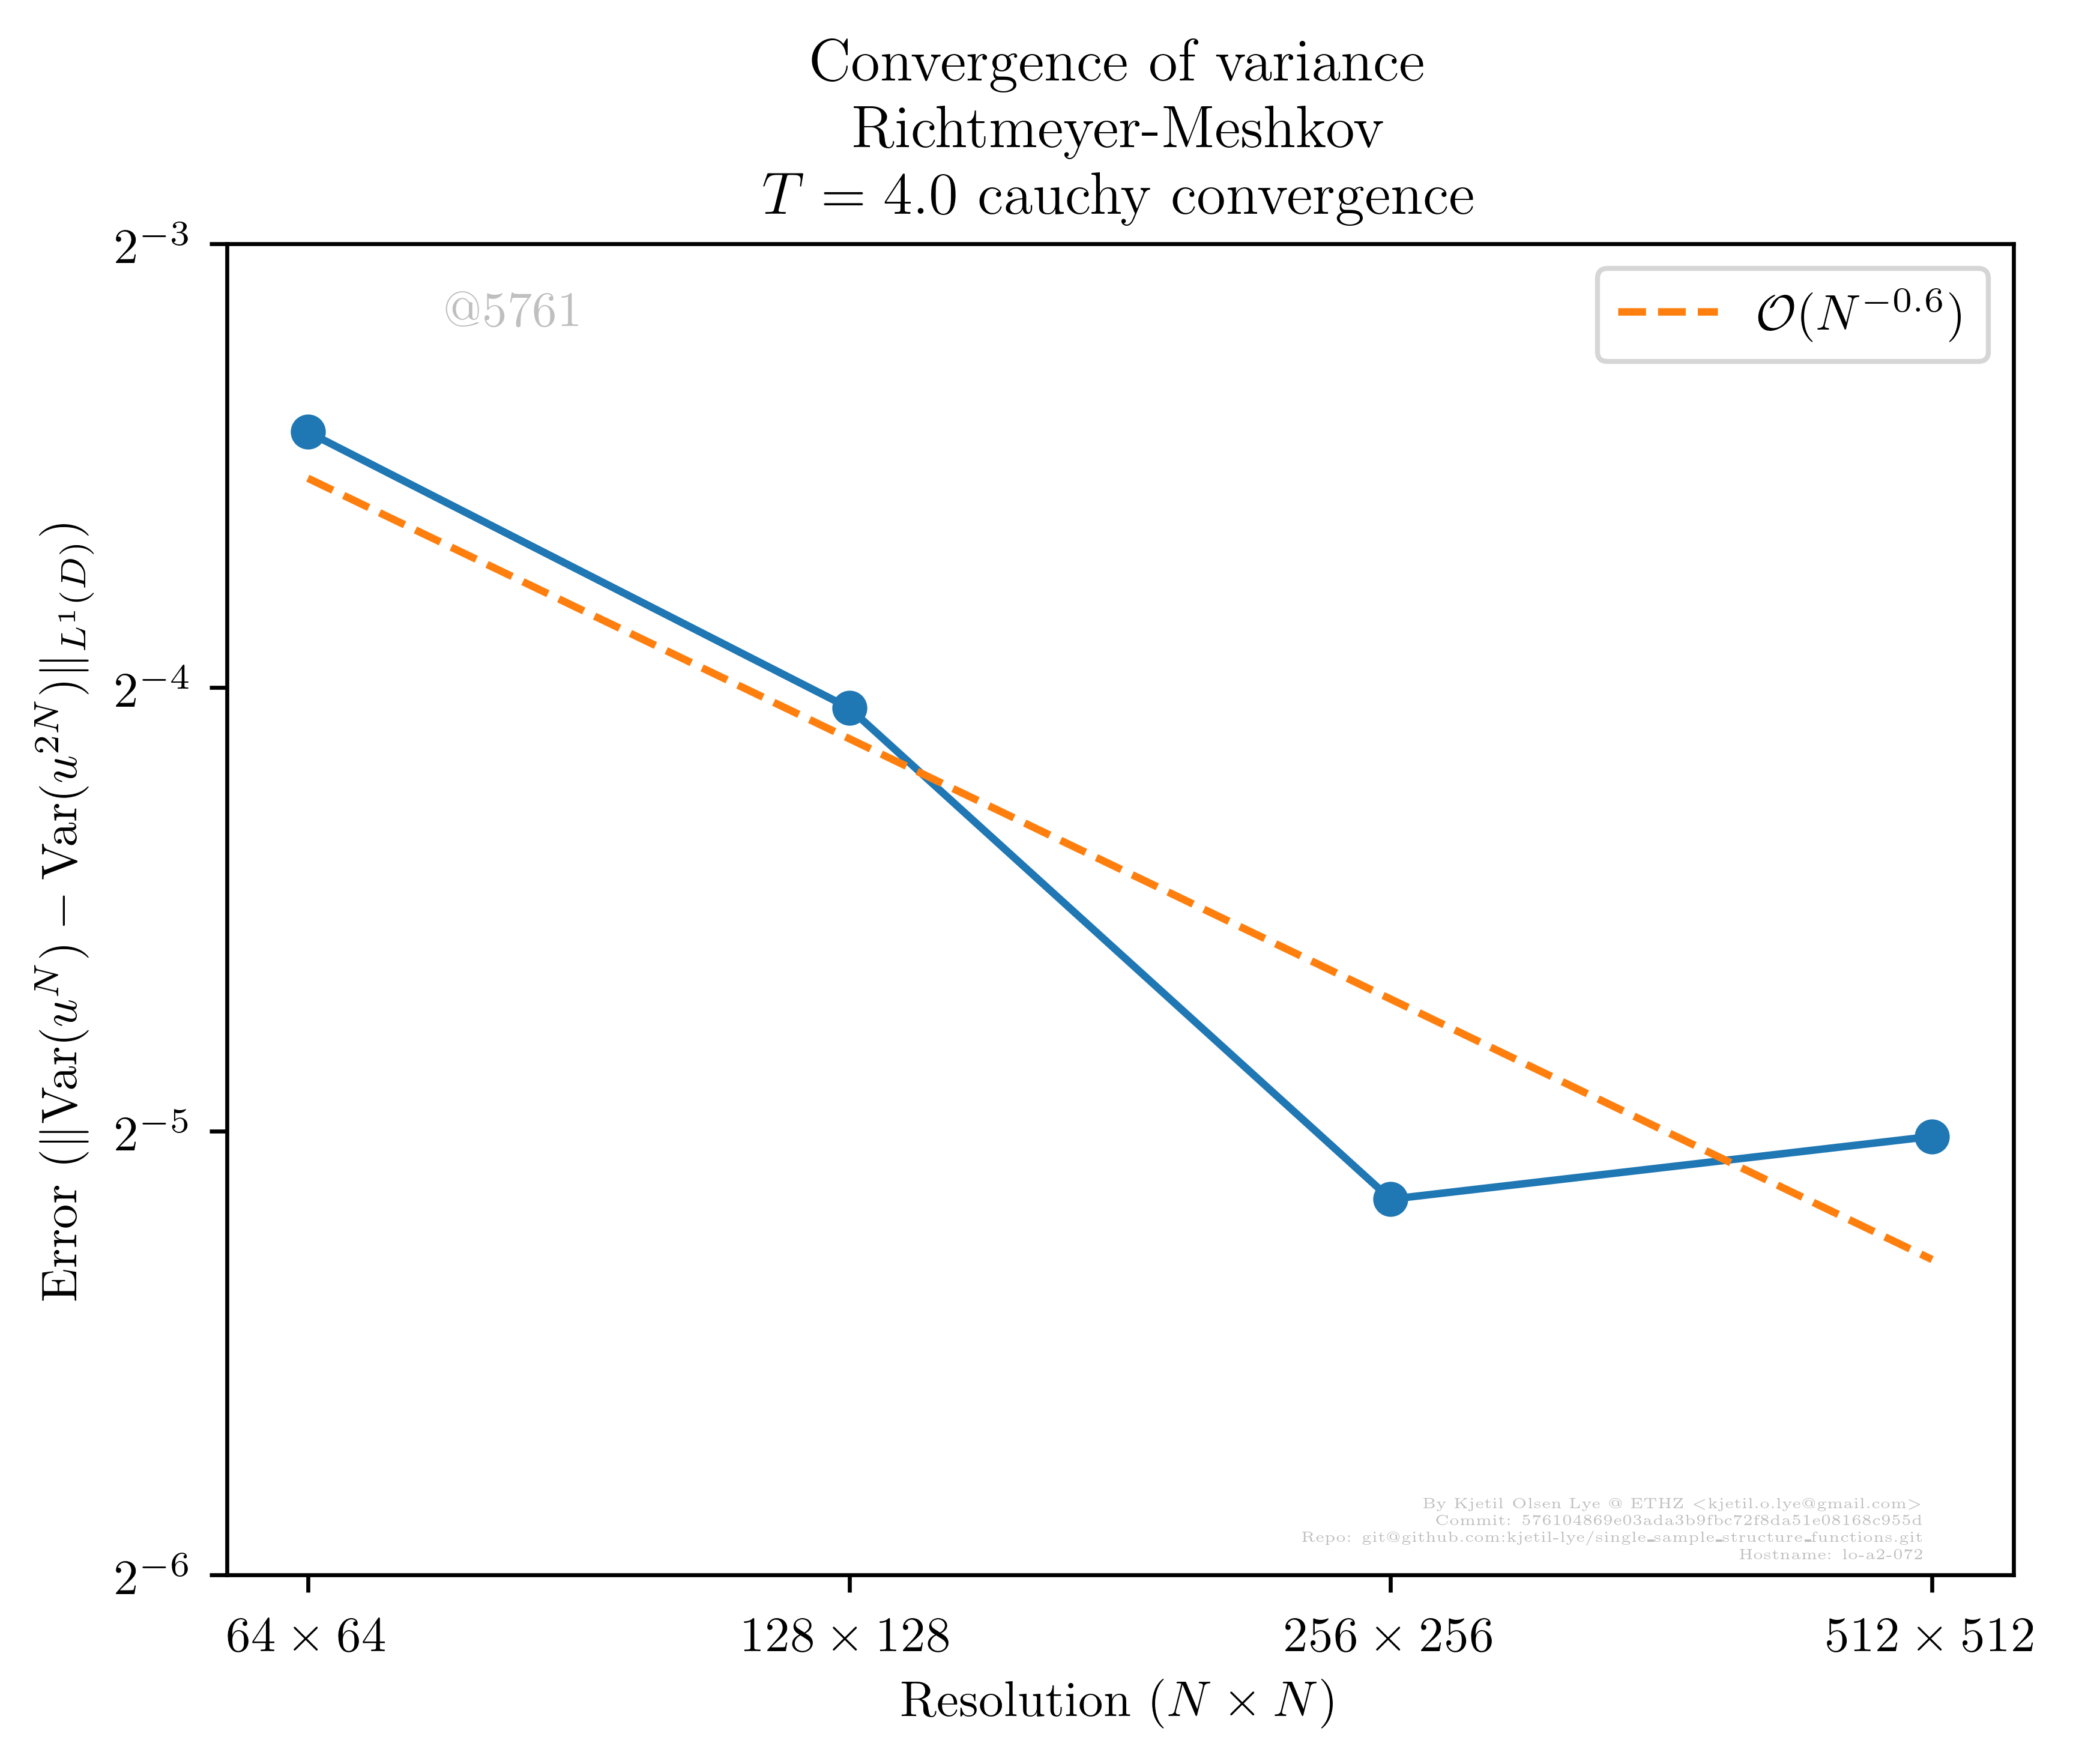 Convergence of variance
Richtmeyer-Meshkov
T = 4.0 cauchy convergence
2^{-3}
@5761
O(N^{-0.6})
2^{-4}
2^{-5}
2^{-6}
Error (||Var(u^N) − Var(u^{2N})||_{L^1(D)})
By Kjetil Olsen Lye @ ETHZ <kjetil.o.lye@gmail.com>
Commit: 576104869e03ada3b9fbc72f8da51e08168c955d
Repo: git@github.com:kjetil-lye/single_sample_structure_functions.git
Hostname: lo-a2-072
64 × 64
128 × 128
256 × 256
512 × 512
Resolution (N × N)